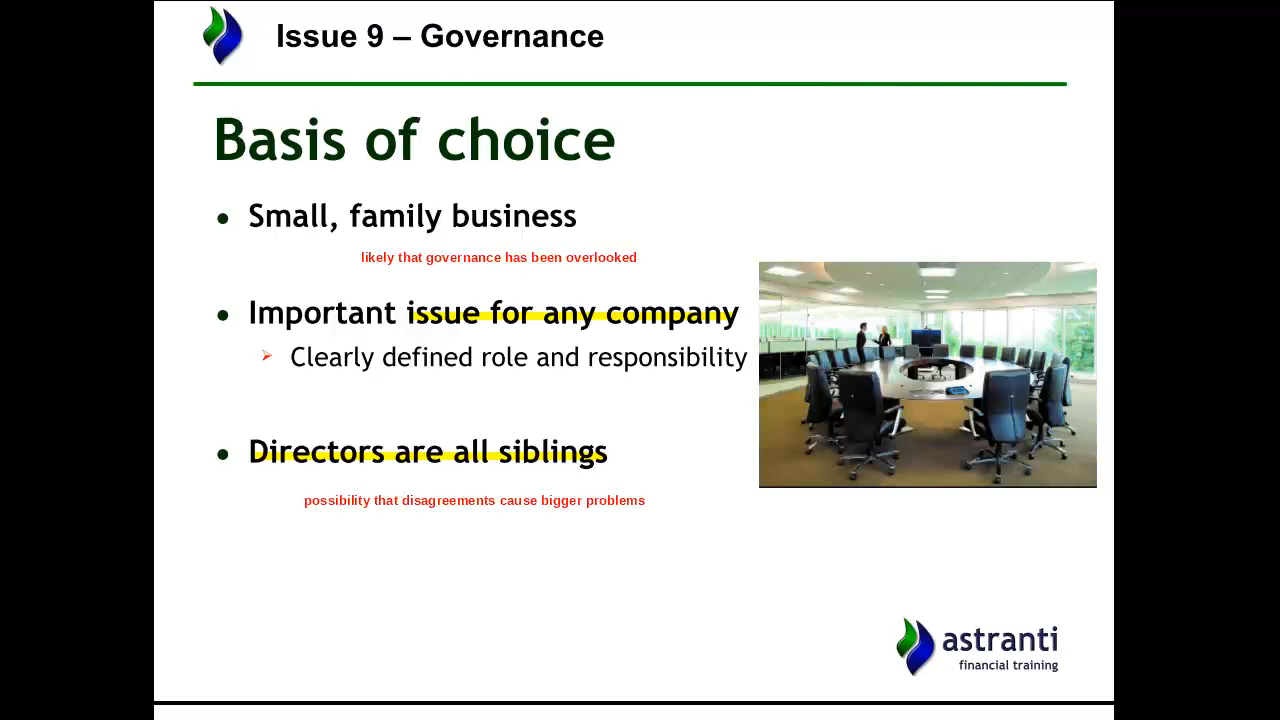 Issue 9 – Governance
Basis of choice
• Small, family business
likely that governance has been overlooked
• Important issue for any company
➢ Clearly defined role and responsibility
• Directors are all siblings
possibility that disagreements cause bigger problems
astranti
financial training